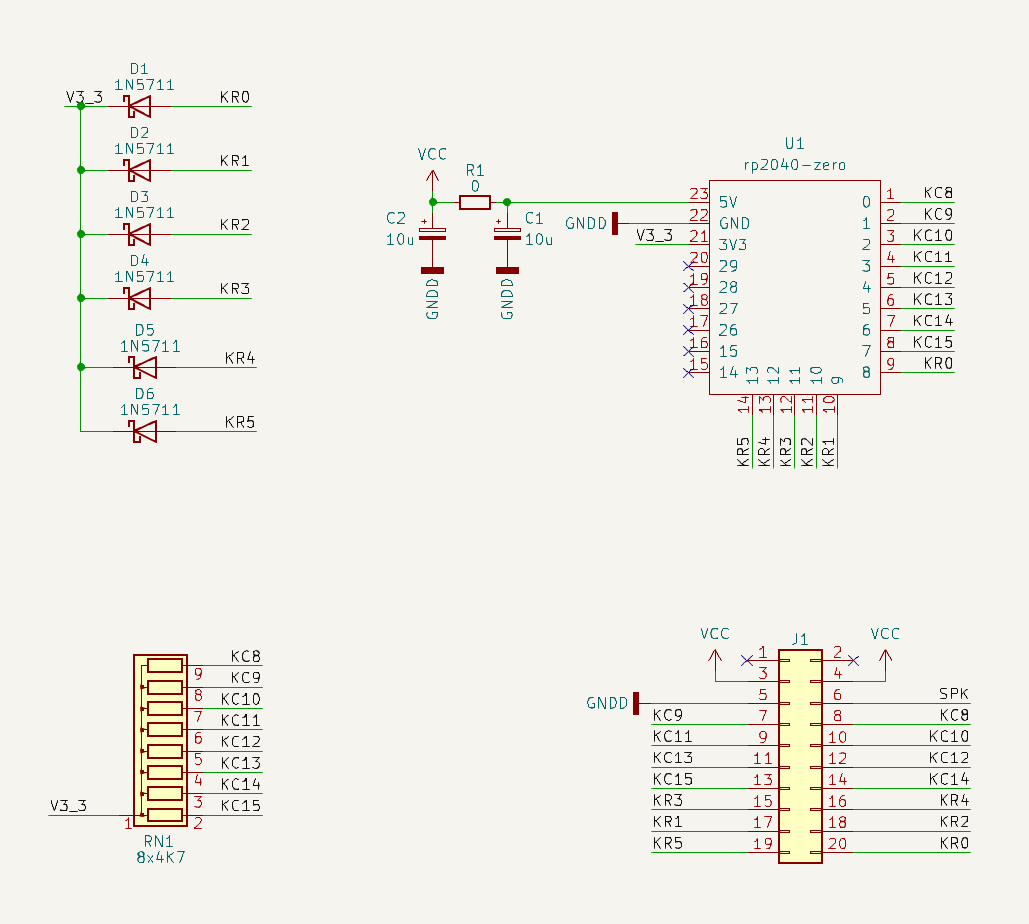 D1
1N5711
V3_3
KR0
D2
1N5711
KR1
D3
1N5711
KR2
D4
1N5711
KR3
D5
1N5711
KR4
D6
1N5711
KR5
VCC
R1
0
C2
10u
C1
10u
GNDD
GNDD
GNDD
V3_3
U1
rp2040-zero
23 5V
22 GND
21 3V3
20 29
19 28
18 27
17 26
16 15
15 14
0 1 KC8
1 2 KC9
2 3 KC10
3 4 KC11
4 5 KC12
5 6 KC13
6 7 KC14
7 8 KC15
8 9 KR0
13 12 11 10 9
14 13 12 11 10
KR5 KR4 KR3 KR2 KR1
KC8
9
KC9
8
KC10
7
KC11
6
KC12
5
KC13
4
KC14
3
V3_3
KC15
1 2
RN1
8x4K7
VCC
J1
VCC
1 2
3 4
GNDD 5 6 SPK
KC9 7 8 KC8
KC11 9 10 KC10
KC13 11 12 KC12
KC15 13 14 KC14
KR3 15 16 KR4
KR1 17 18 KR2
KR5 19 20 KR0